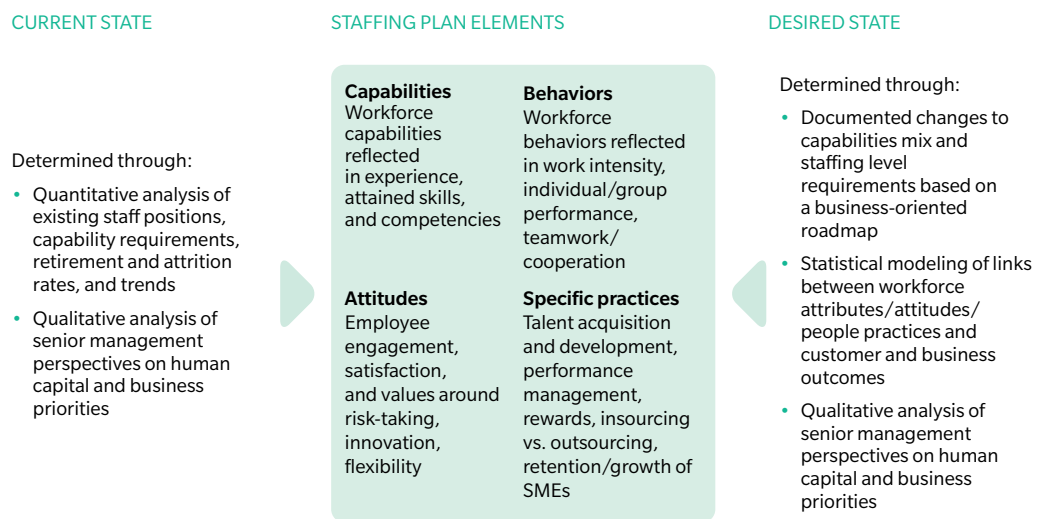 CURRENT STATE
Determined through:
• Quantitative analysis of
existing staff positions,
capability requirements,
retirement and attrition
rates, and trends
• Qualitative analysis of
senior management
perspectives on human
capital and business
priorities
STAFFING PLAN ELEMENTS
Capabilities
Workforce
capabilities
reflected
in experience,
attained skills,
and competencies
Behaviors
Workforce
behaviors reflected
in work intensity,
individual/group
performance,
teamwork/
cooperation
Attitudes
Employee
engagement,
satisfaction,
and values around
risk-taking,
innovation,
flexibility
Specific practices
Talent acquisition
and development,
performance
management,
rewards, insourcing
vs. outsourcing,
retention/growth of
SMEs
DESIRED STATE
Determined through:
• Documented changes to
capabilities mix and
staffing level
requirements based on
a business-oriented
roadmap
• Statistical modeling of links
between workforce
attributes/attitudes/
people practices and
customer and business
outcomes
• Qualitative analysis of
senior management
perspectives on human
capital and business
priorities